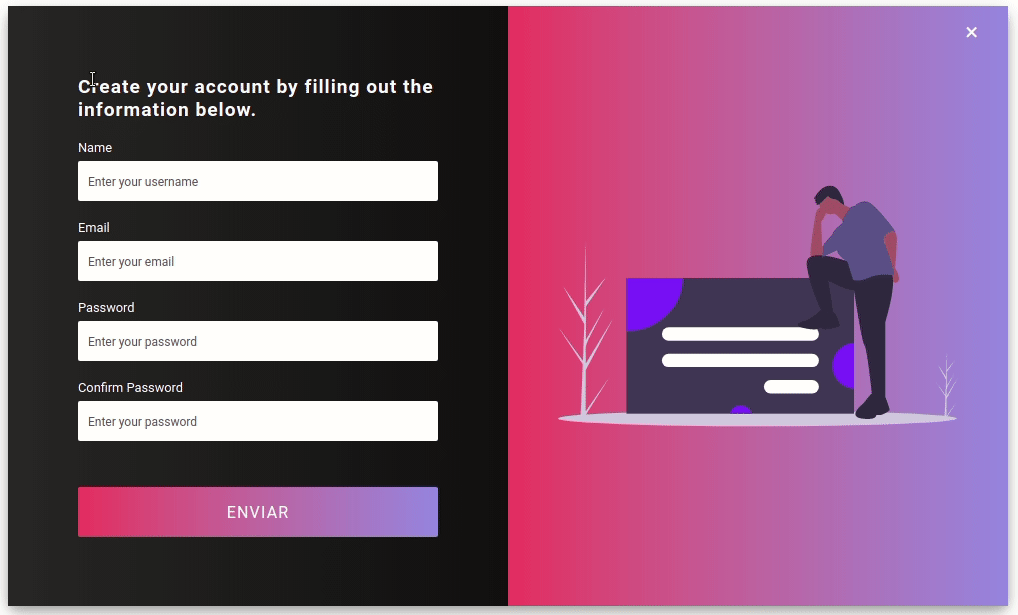 Create your account by filling out the
information below.
Name
Enter your username
Email
Enter your email
Password
Enter your password
Confirm Password
Enter your password
ENVIAR